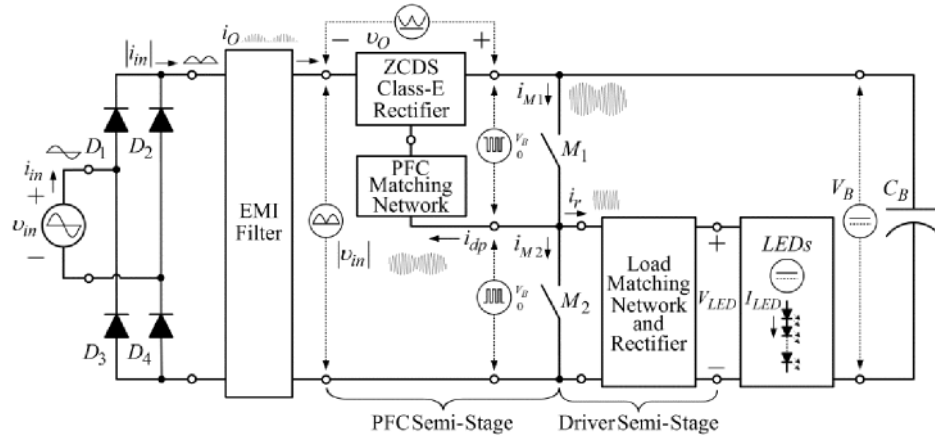 |i_in|
i_O
− υ_O +
ZCDS
Class-E
Rectifier
PFC
Matching
Network
EMI
Filter
D_1
D_2
D_3
D_4
i_in
+
υ_in
−
|υ_in|
V_B
0
V_B
0
i_M1
M_1
i_r
i_dp
i_M2
M_2
Load
Matching
Network
and
Rectifier
+
V_LED
−
LEDs
I_LED
V_B
C_B
PFC Semi-Stage
Driver Semi-Stage